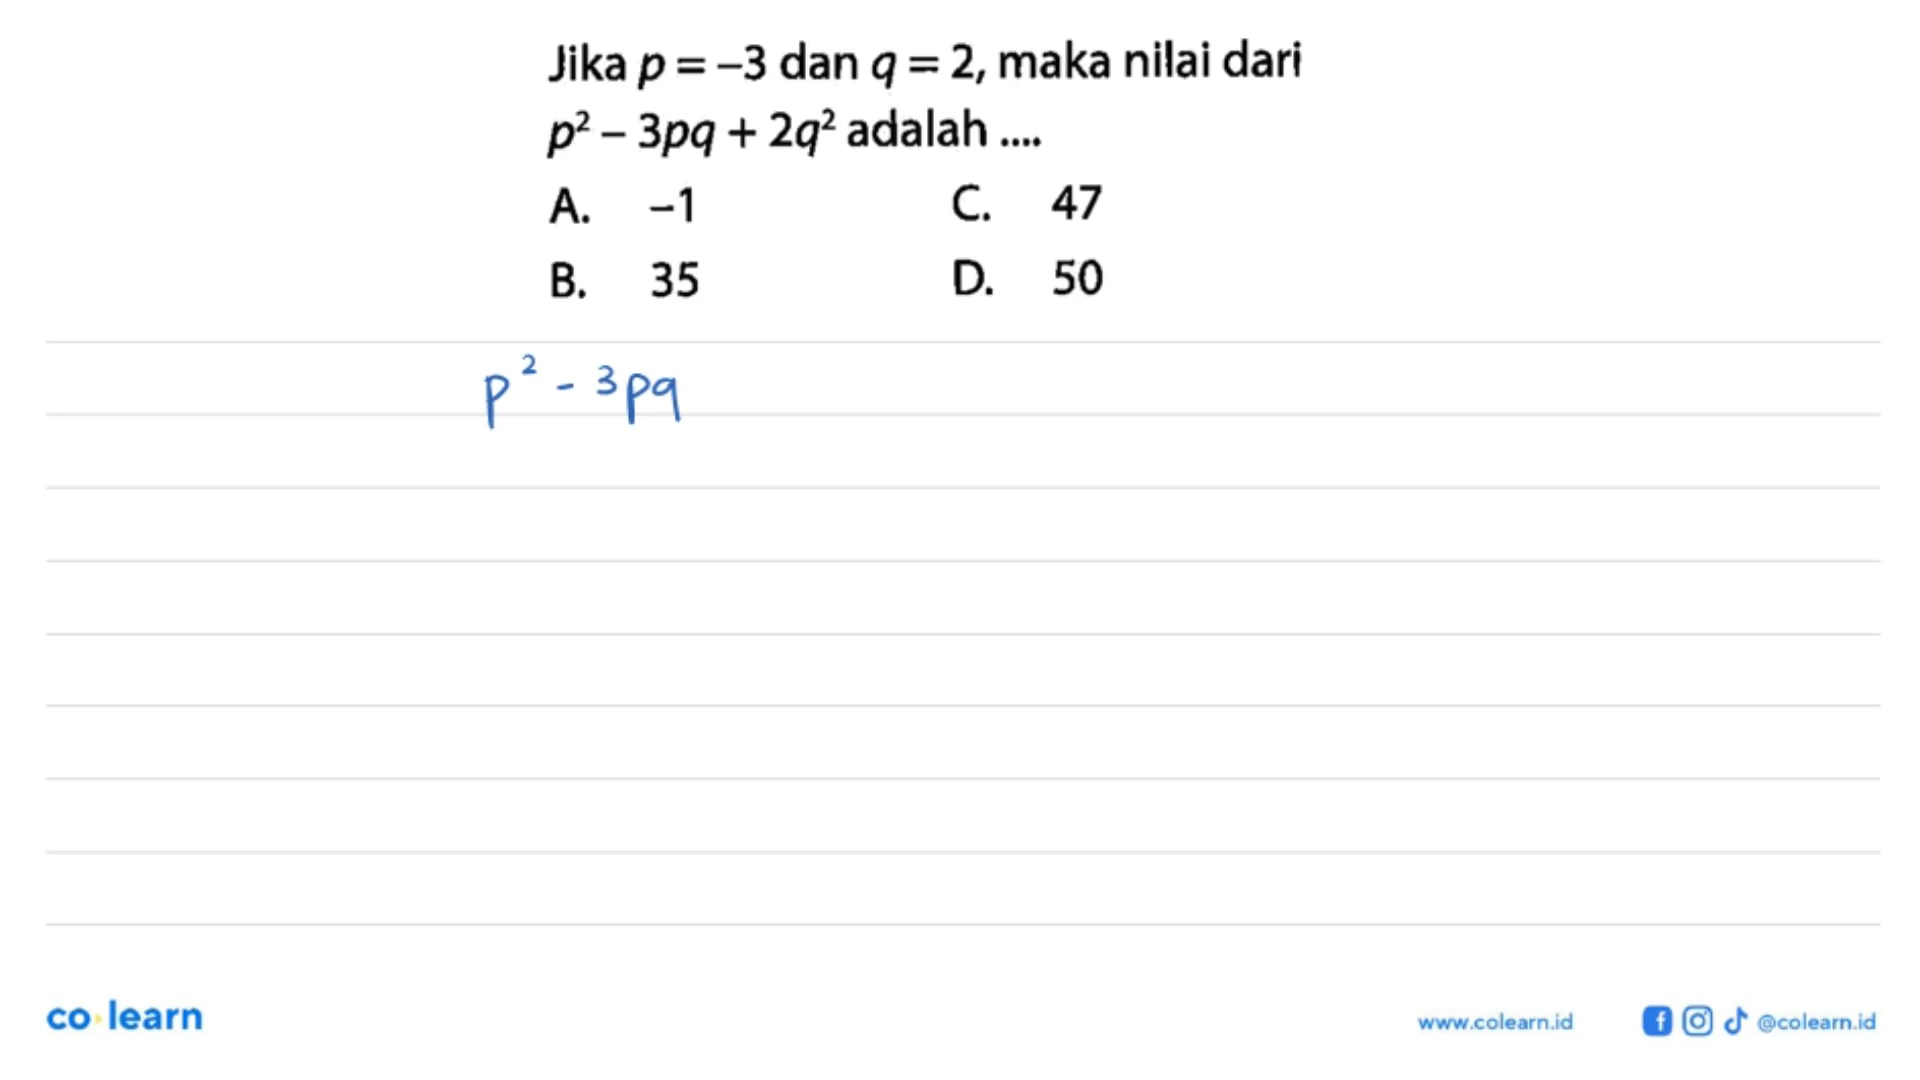 Jika p = –3 dan q = 2, maka nilai dari
p² – 3pq + 2q² adalah ....
A. –1 C. 47
B. 35 D. 50
p² - 3pq
co learn www.colearn.id @colearn.id